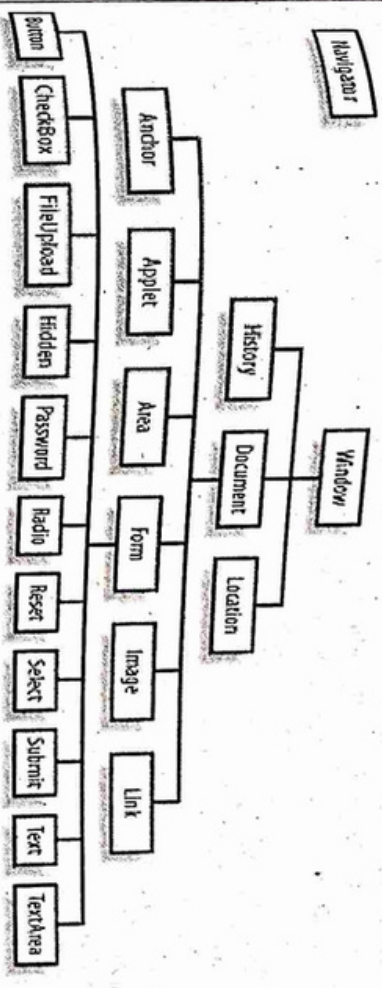 Navigator
Window
History Document Location
Anchor Applet Area Form Image Link
Button CheckBox FileUpload Hidden Password Radio Reset Select Submit Text TextArea